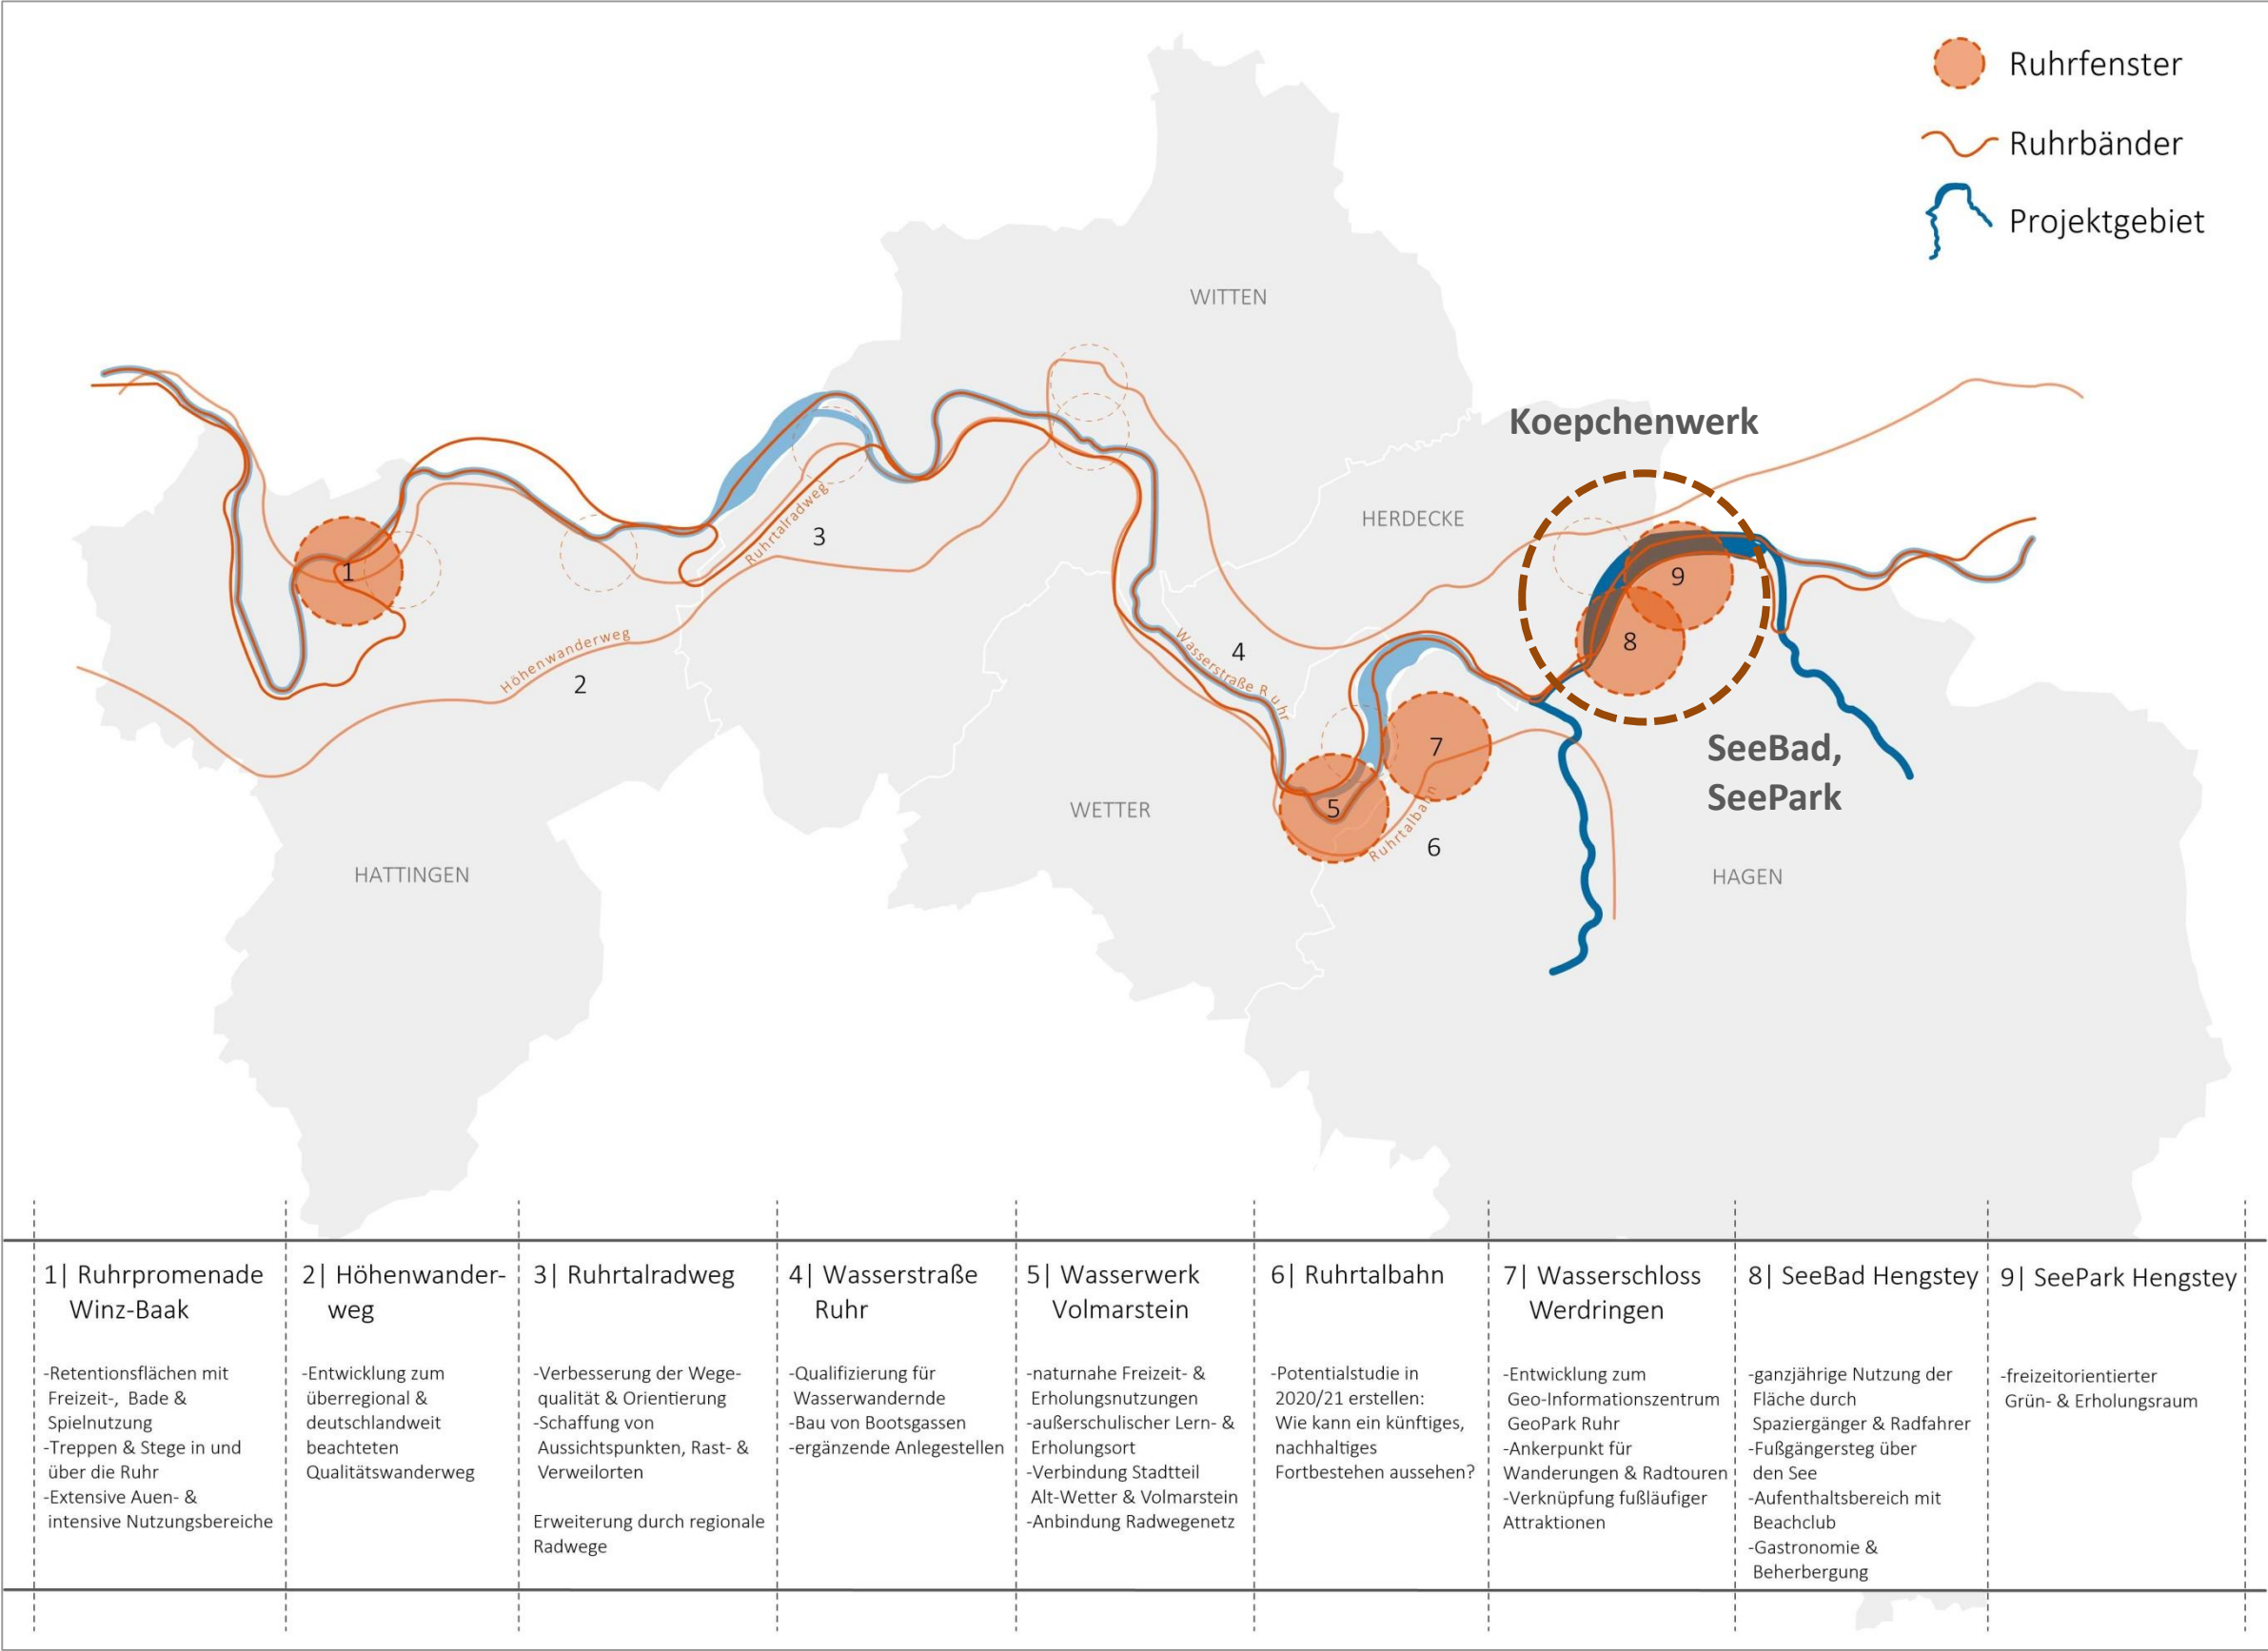 Ruhrfenster
Ruhrbänder
Projektgebiet
WITTEN
Koepchenwerk
HERDECKE
9
1
8
Ruhrtalradweg
3
Höhenwanderweg
2
Wasserstraße Ruhr
4
7
SeeBad,
SeePark
5
WETTER
Ruhrtalbahn
6
HATTINGEN
HAGEN
1| Ruhrpromenade
Winz-Baak
-Retentionsflächen mit
Freizeit-, Bade &
Spielnutzung
-Treppen & Stege in und
über die Ruhr
-Extensive Auen- &
intensive Nutzungsbereiche
2| Höhenwander-
weg
-Entwicklung zum
überregional &
deutschlandweit
beachteten
Qualitätswanderweg
3| Ruhrtalradweg
-Verbesserung der Wege-
qualität & Orientierung
-Schaffung von
Aussichtspunkten, Rast- &
Verweilorten
Erweiterung durch regionale
Radwege
4| Wasserstraße
Ruhr
-Qualifizierung für
Wasserwandernde
-Bau von Bootsgassen
-ergänzende Anlegestellen
5| Wasserwerk
Volmarstein
-naturnahe Freizeit- &
Erholungsnutzungen
-außerschulischer Lern- &
Erholungsort
-Verbindung Stadtteil
Alt-Wetter & Volmarstein
-Anbindung Radwegenetz
6| Ruhrtalbahn
-Potentialstudie in
2020/21 erstellen:
Wie kann ein künftiges,
nachhaltiges
Fortbestehen aussehen?
7| Wasserschloss
Werdringen
-Entwicklung zum
Geo-Informationszentrum
GeoPark Ruhr
-Ankerpunkt für
Wanderungen & Radtouren
-Verknüpfung fußläufiger
Attraktionen
8| SeeBad Hengstey
-ganzjährige Nutzung der
Fläche durch
Spaziergänger & Radfahrer
-Fußgängersteg über
den See
-Aufenthaltsbereich mit
Beachclub
-Gastronomie &
Beherbergung
9| SeePark Hengstey
-freizeitorientierter
Grün- & Erholungsraum